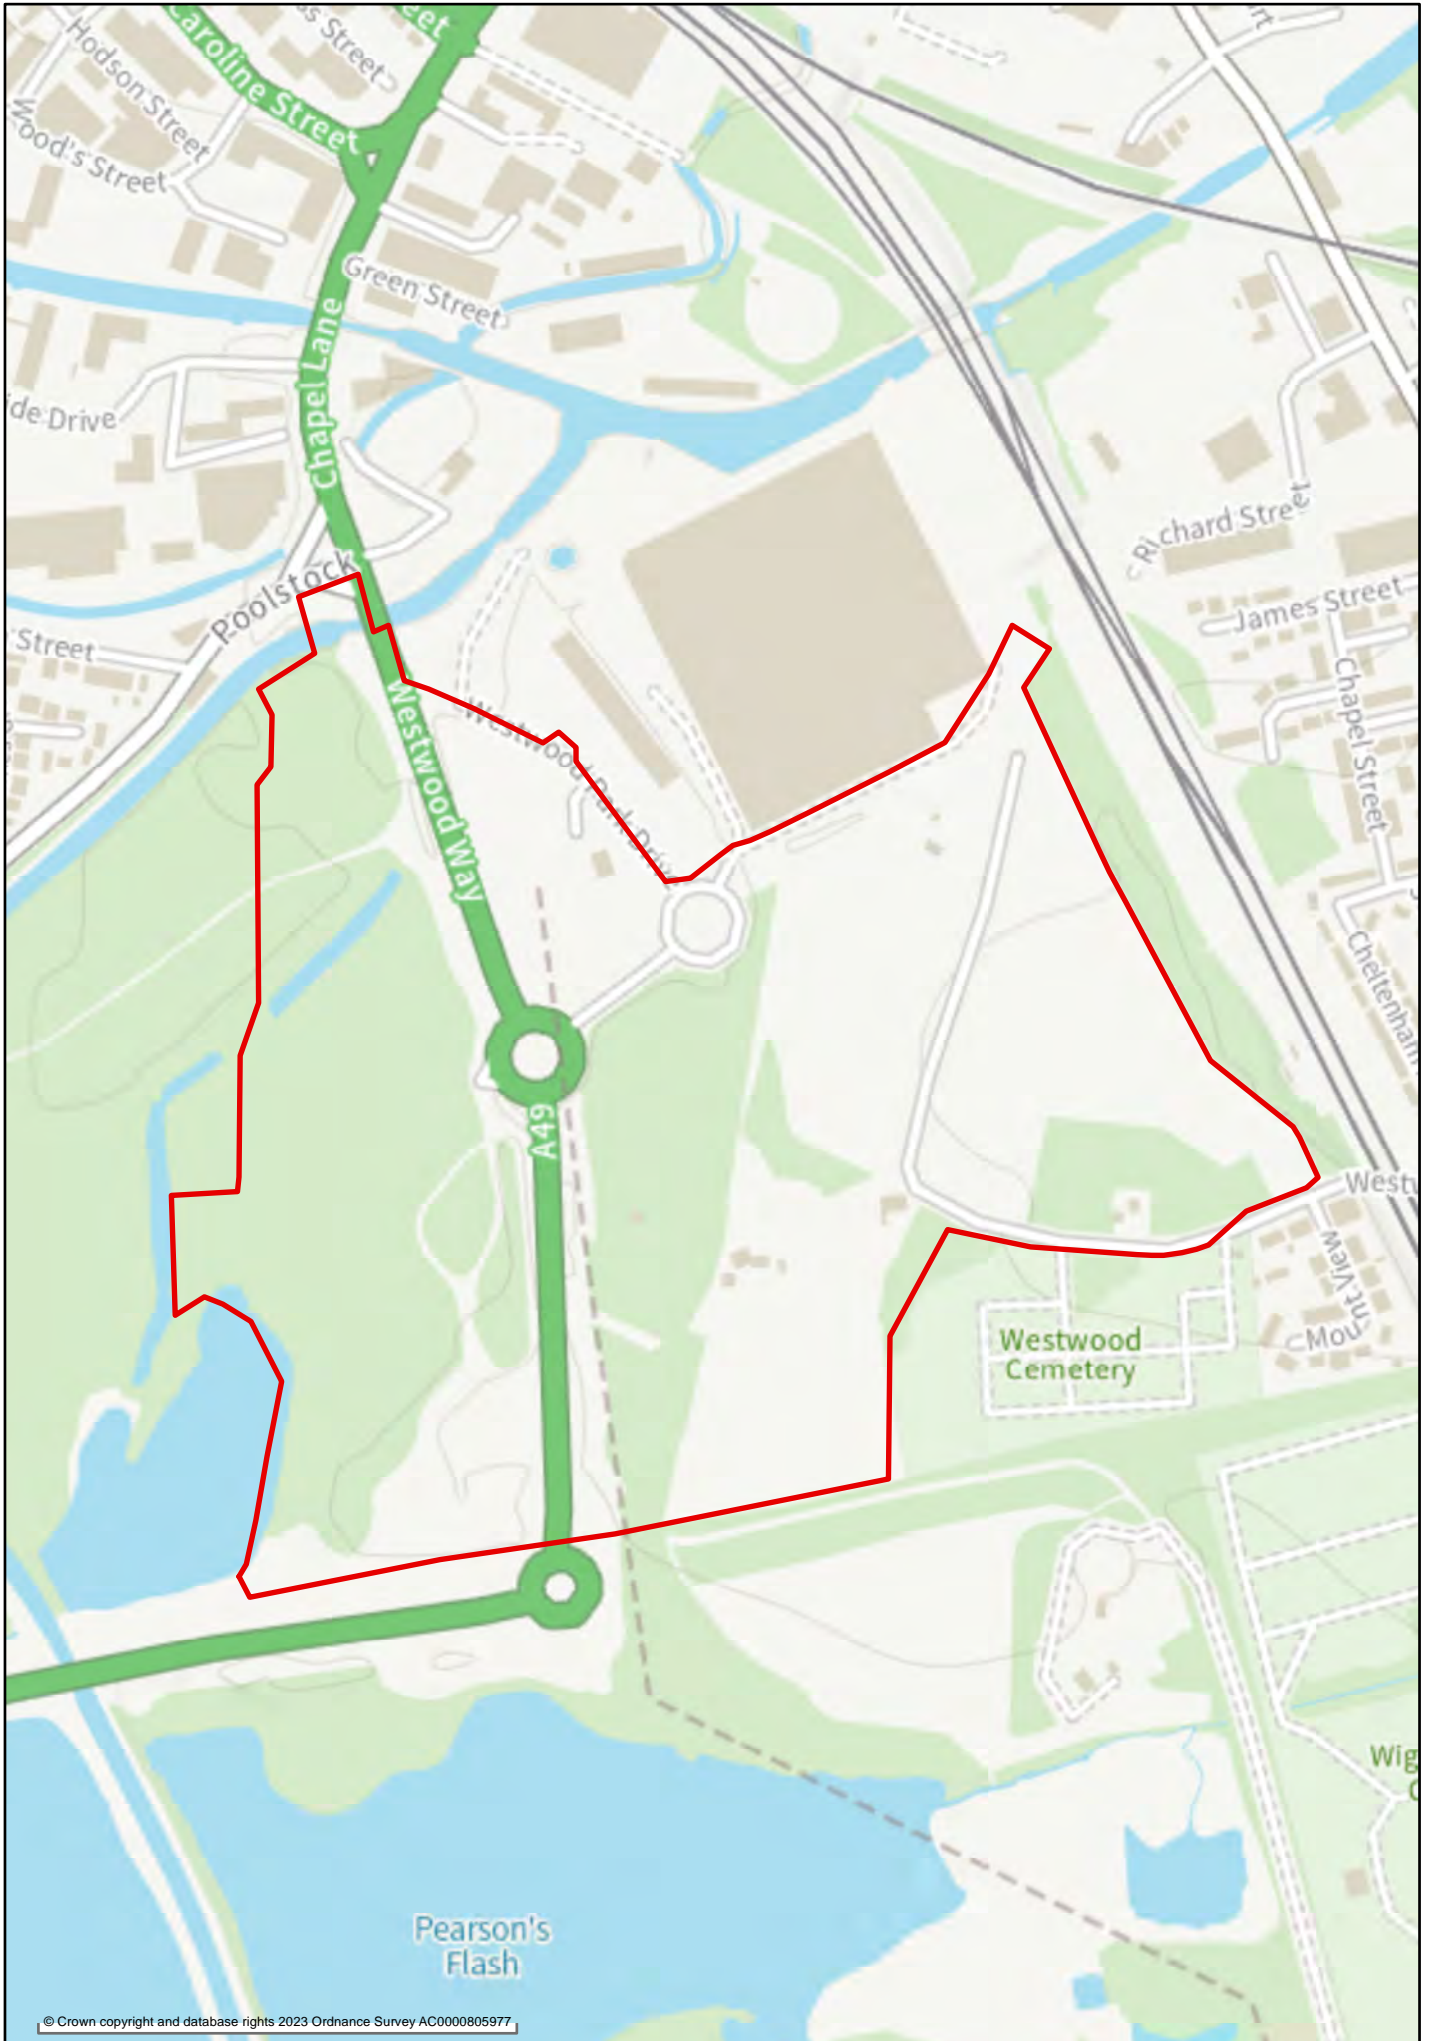 Caroline Street
Hodson Street
Wood's Street
Green Street
Chapel Lane
Poolstock
Street
Richard Street
James Street
Chapel Street
Westwood Way
Westwood Park Drive
Cheltenham
A49
Mount View
Westwood
Cemetery
Pearson's
Flash
© Crown copyright and database rights 2023 Ordnance Survey AC0000805977